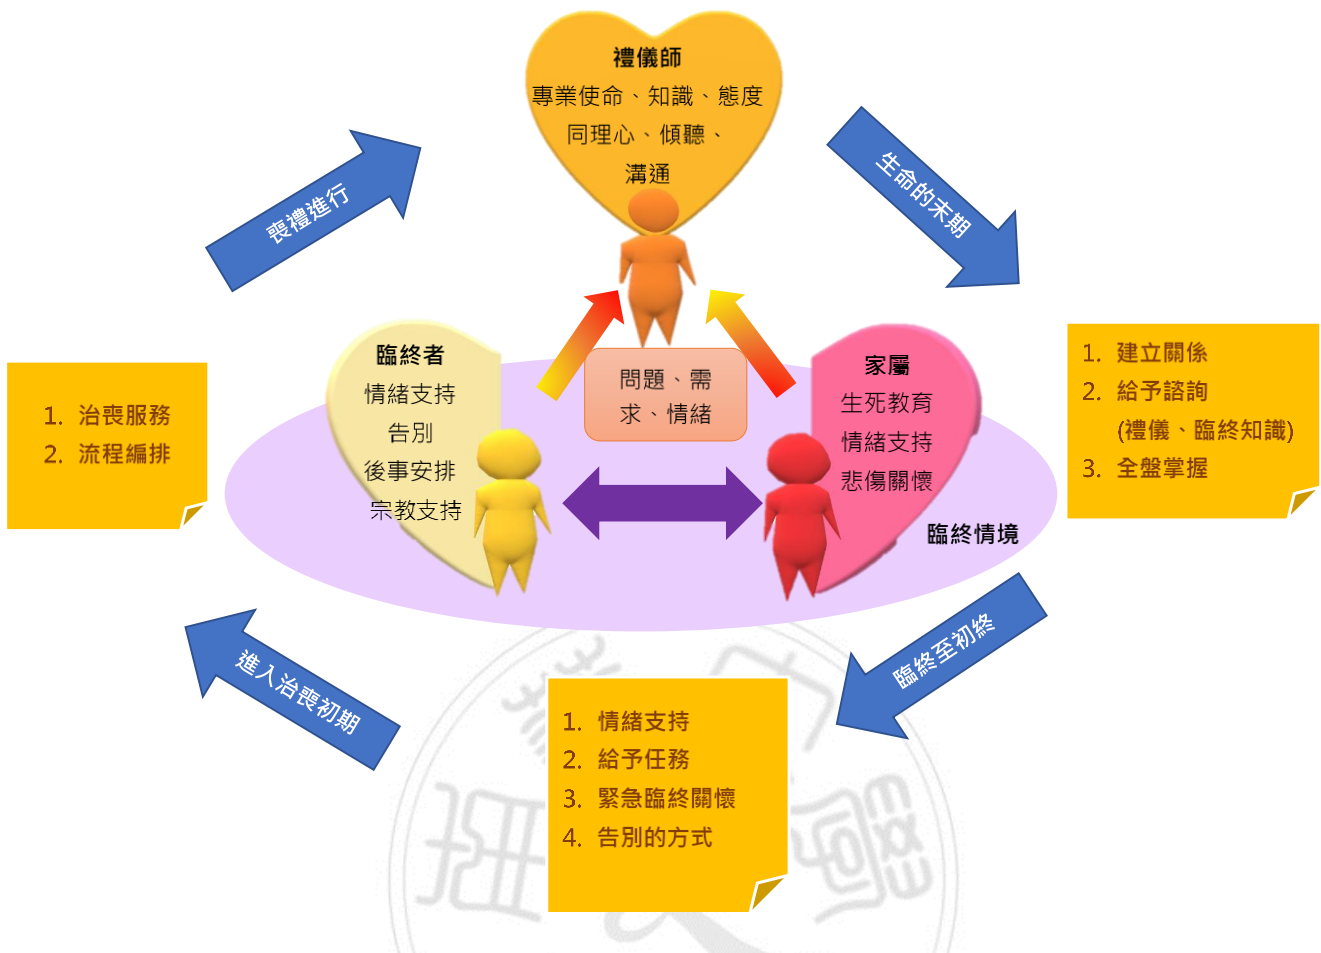 禮儀師
專業使命、知識、態度
同理心、傾聽、
溝通
喪禮進行
生命的末期
臨終者
情緒支持
告別
後事安排
宗教支持
問題、需
求、情緒
家屬
生死教育
情緒支持
悲傷關懷
臨終情境
1. 建立關係
2. 給予諮詢
(禮儀、臨終知識)
3. 全盤掌握
1. 治喪服務
2. 流程編排
臨終至初終
進入治喪初期
1. 情緒支持
2. 給予任務
3. 緊急臨終關懷
4. 告別的方式